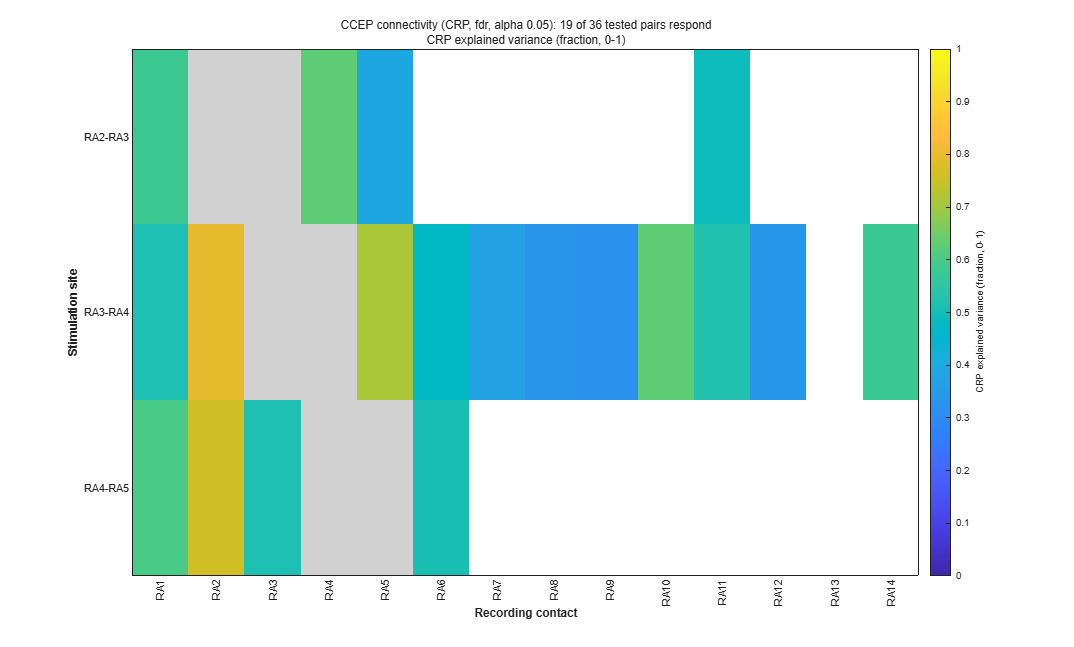 CCEP connectivity (CRP, fdr, alpha 0.05): 19 of 36 tested pairs respond
CRP explained variance (fraction, 0-1)
Stimulation site
RA2-RA3
RA3-RA4
RA4-RA5
RA1
RA2
RA3
RA4
RA5
RA6
RA7
RA8
RA9
RA10
RA11
RA12
RA13
RA14
Recording contact
1
0.9
0.8
0.7
0.6
0.5
0.4
0.3
0.2
0.1
0
CRP explained variance (fraction, 0-1)